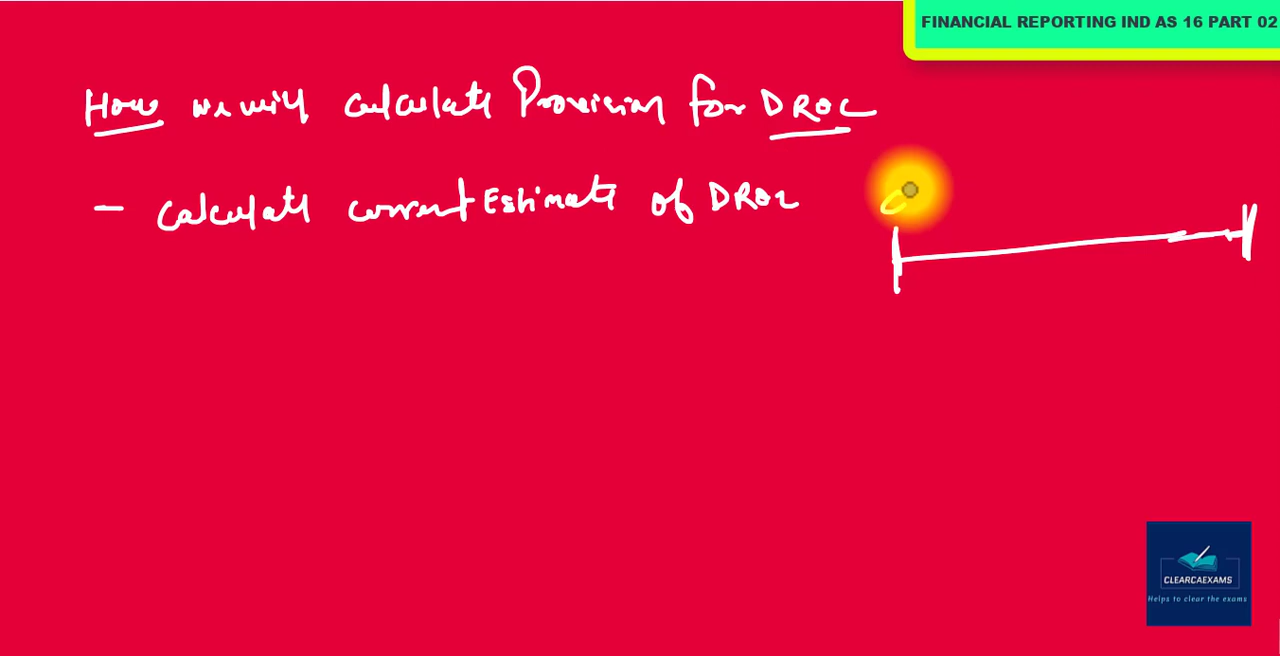 FINANCIAL REPORTING IND AS 16 PART 02
How we will calculate Provision for DROC
- calculate current Estimate of DROC
C
CLEARCAEXAMS
Helps to clear the exams